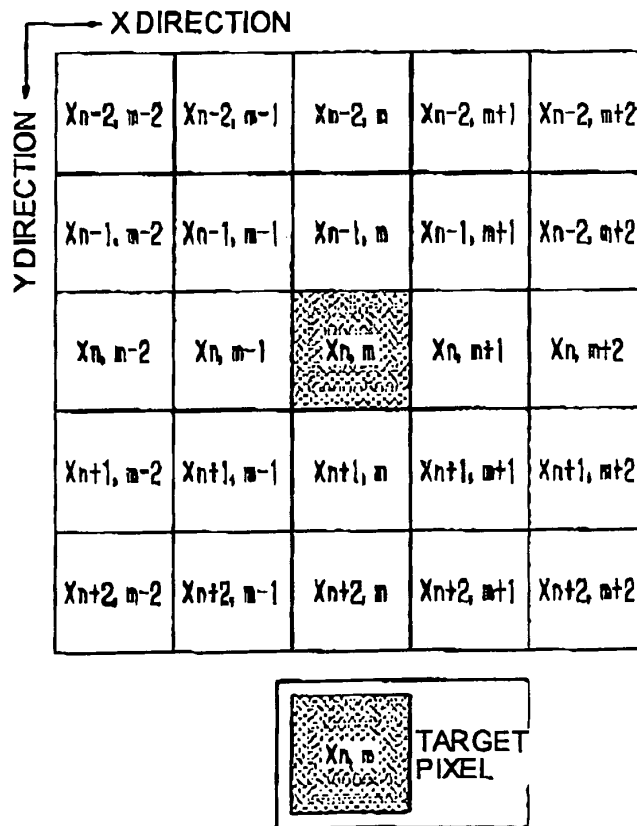 X DIRECTION
Y DIRECTION
Xn-2, m-2 Xn-2, m-1 Xn-2, m Xn-2, m+1 Xn-2, m+2
Xn-1, m-2 Xn-1, m-1 Xn-1, m Xn-1, m+1 Xn-2, m+2
Xn, m-2 Xn, m-1 Xn, m Xn, m+1 Xn, m+2
Xn+1, m-2 Xn+1, m-1 Xn+1, m Xn+1, m+1 Xn+1, m+2
Xn+2, m-2 Xn+2, m-1 Xn+2, m Xn+2, m+1 Xn+2, m+2
Xn, m
TARGET
PIXEL